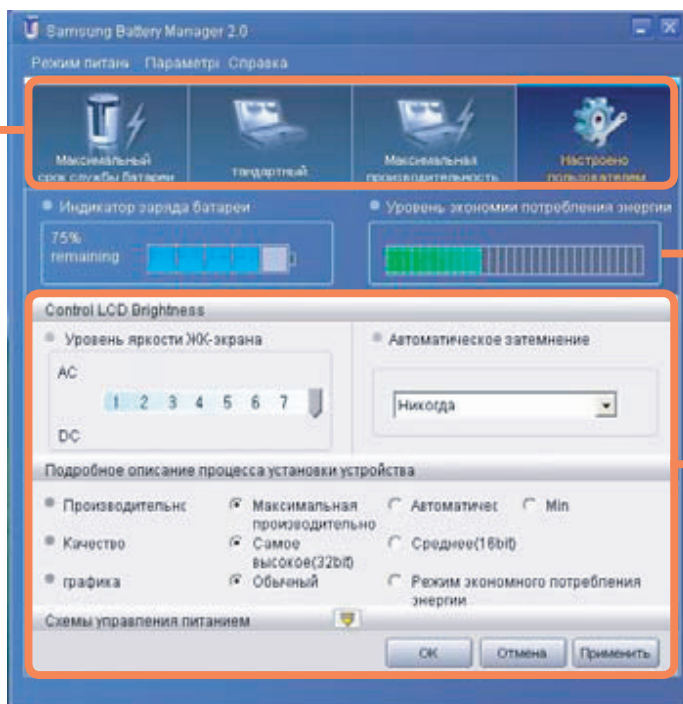 Samsung Battery Manager 2.0
Режим питани Параметрі Справка
Максимальный срок службы батареи
тандартный
Максимальная производительность
Настроено пользователем
Индикатор заряда батареи
Уровень экономии потребления энергии
75%
remaining
Control LCD Brightness
Уровень яркости ЖК-экрана
Автоматическое затемнение
AC
1 2 3 4 5 6 7
Никогда
DC
Подробное описание процесса установки устройства
Производительнс
Максимальная производительно
Автоматичес
Min
Качество
Самое высокое(32bit)
Среднее(16bit)
графика
Обычный
Режим экономного потребления энергии
Схемы управления питанием
ОК Отмена Применить